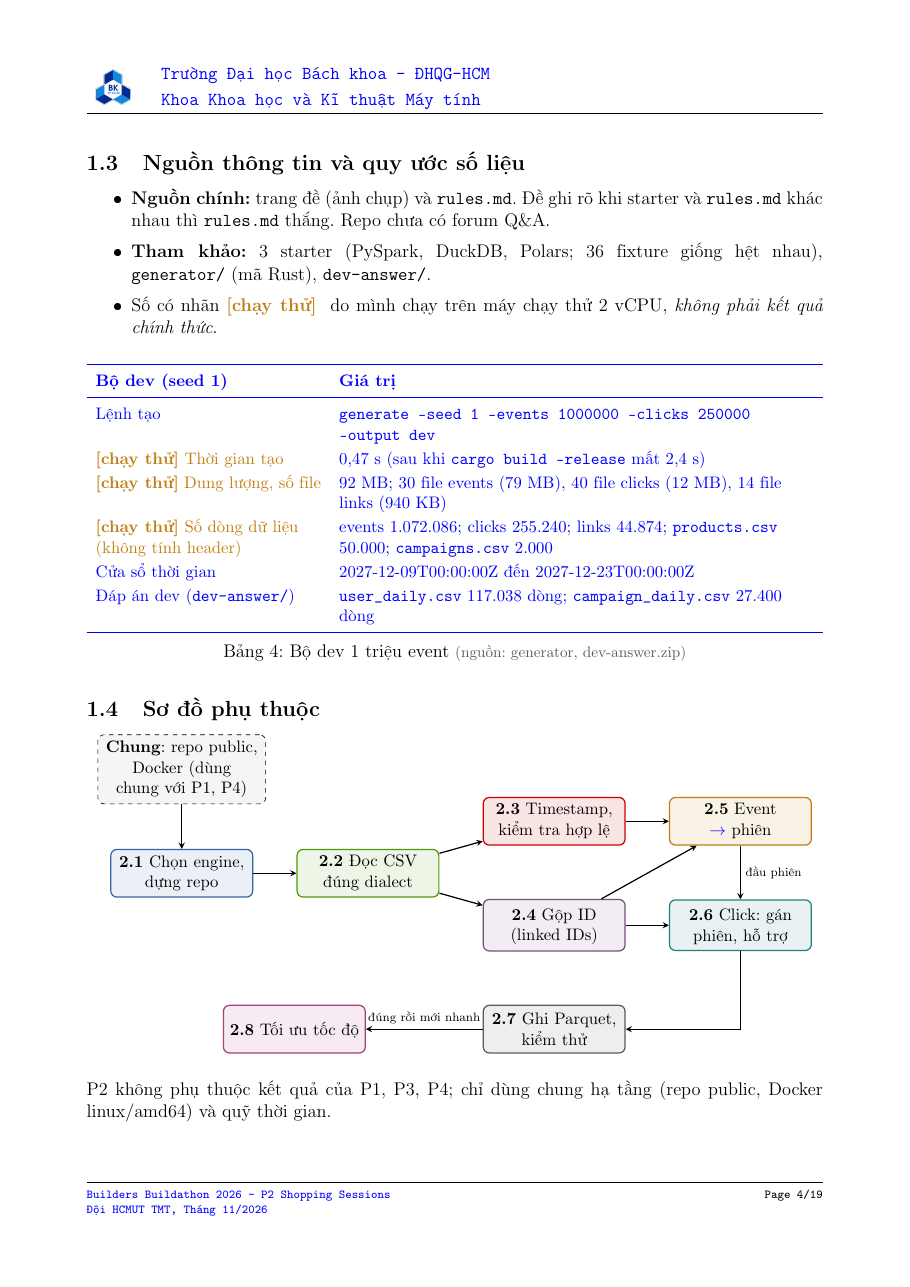 BK
Trường Đại học Bách khoa - ĐHQG-HCM
Khoa Khoa học và Kĩ thuật Máy tính
1.3 Nguồn thông tin và quy ước số liệu
• Nguồn chính: trang đề (ảnh chụp) và rules.md. Đề ghi rõ khi starter và rules.md khác
nhau thì rules.md thắng. Repo chưa có forum Q&A.
• Tham khảo: 3 starter (PySpark, DuckDB, Polars; 36 fixture giống hệt nhau),
generator/ (mã Rust), dev-answer/.
• Số có nhãn [chạy thử] do mình chạy trên máy chạy thử 2 vCPU, không phải kết quả
chính thức.
Bộ dev (seed 1) Giá trị
Lệnh tạo generate -seed 1 -events 1000000 -clicks 250000
-output dev
[chạy thử] Thời gian tạo 0,47 s (sau khi cargo build -release mất 2,4 s)
[chạy thử] Dung lượng, số file 92 MB; 30 file events (79 MB), 40 file clicks (12 MB), 14 file
links (940 KB)
[chạy thử] Số dòng dữ liệu events 1.072.086; clicks 255.240; links 44.874; products.csv
(không tính header) 50.000; campaigns.csv 2.000
Cửa sổ thời gian 2027-12-09T00:00:00Z đến 2027-12-23T00:00:00Z
Đáp án dev (dev-answer/) user_daily.csv 117.038 dòng; campaign_daily.csv 27.400
dòng
Bảng 4: Bộ dev 1 triệu event (nguồn: generator, dev-answer.zip)
1.4 Sơ đồ phụ thuộc
Chung: repo public,
Docker (dùng
chung với P1, P4)
2.1 Chọn engine,
dựng repo
2.2 Đọc CSV
đúng dialect
2.3 Timestamp,
kiểm tra hợp lệ
2.4 Gộp ID
(linked IDs)
2.5 Event
→ phiên
đầu phiên
2.6 Click: gán
phiên, hỗ trợ
2.7 Ghi Parquet,
kiểm thử
đúng rồi mới nhanh
2.8 Tối ưu tốc độ
P2 không phụ thuộc kết quả của P1, P3, P4; chỉ dùng chung hạ tầng (repo public, Docker
linux/amd64) và quỹ thời gian.
Builders Buildathon 2026 - P2 Shopping Sessions Page 4/19
Đội HCMUT TMT, Tháng 11/2026